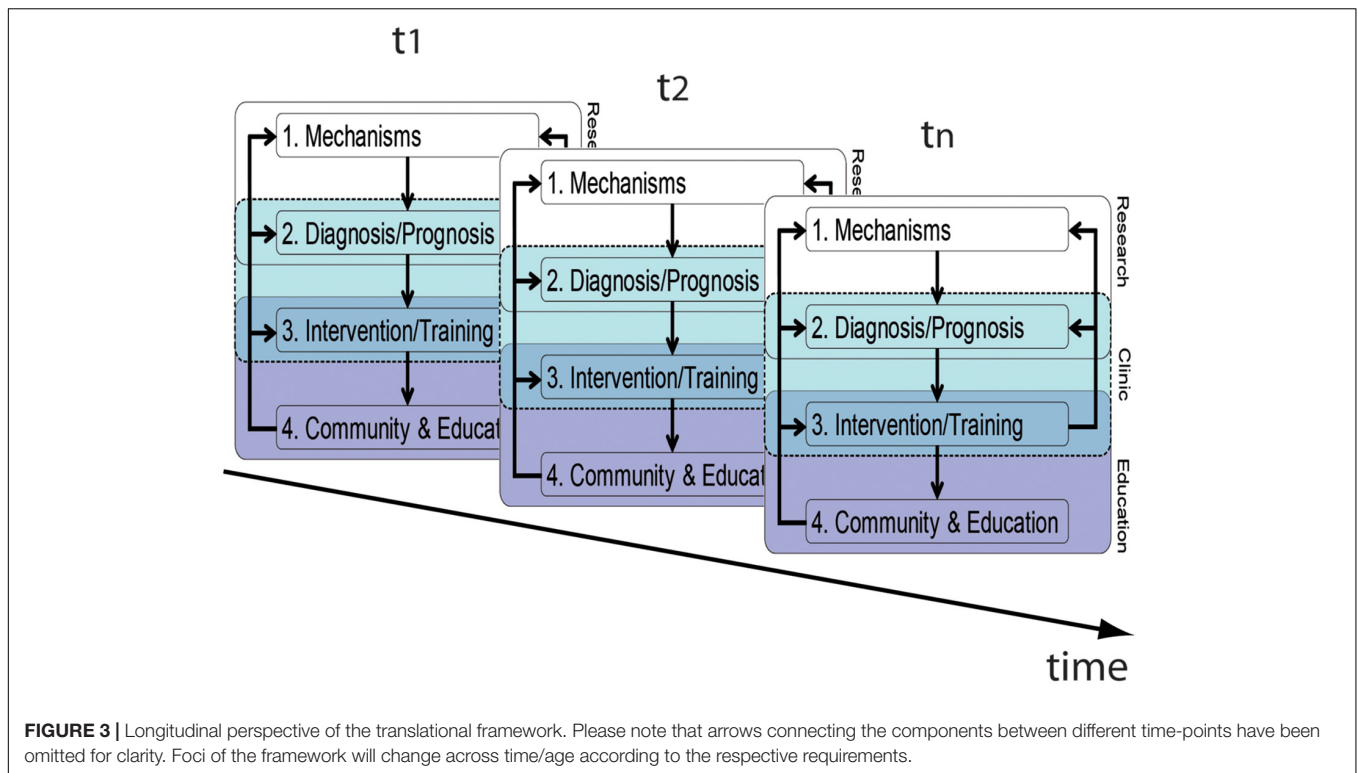 t1
t2
tn
1. Mechanisms
2. Diagnosis/Prognosis
3. Intervention/Training
4. Community & Educat
Rese
1. Mechanisms
2. Diagnosis/Prognosis
3. Intervention/Training
4. Community & Educat
Rese
1. Mechanisms
2. Diagnosis/Prognosis
3. Intervention/Training
4. Community & Education
Research
Clinic
Education
time
FIGURE 3 | Longitudinal perspective of the translational framework. Please note that arrows connecting the components between different time-points have been
omitted for clarity. Foci of the framework will change across time/age according to the respective requirements.